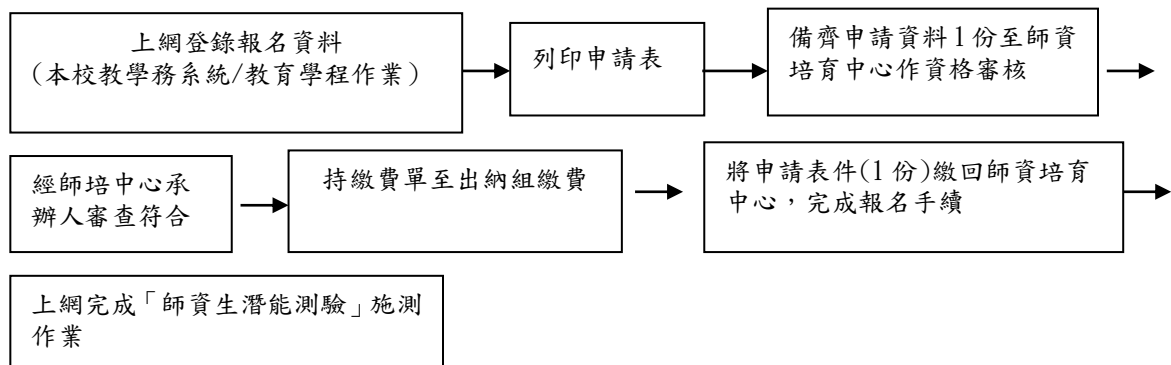 上網登錄報名資料
(本校教學務系統/教育學程作業)
列印申請表
備齊申請資料1份至師資
培育中心作資格審核
經師培中心承
辦人審查符合
持繳費單至出納組繳費
將申請表件(1份)繳回師資培育
中心，完成報名手續
上網完成「師資生潛能測驗」施測
作業